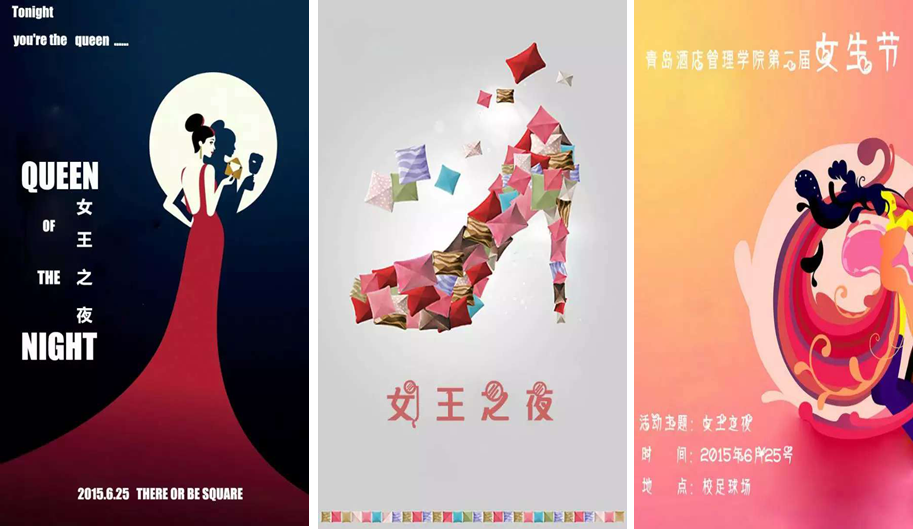 Tonight
you're the queen ......
QUEEN
OF
THE
NIGHT
女王之夜
2015.6.25 THERE OR BE SQUARE
女王之夜
青岛酒店管理学院第二届女生节
活动主题：女王之夜
时 间：2015年6月25号
地 点：校足球场